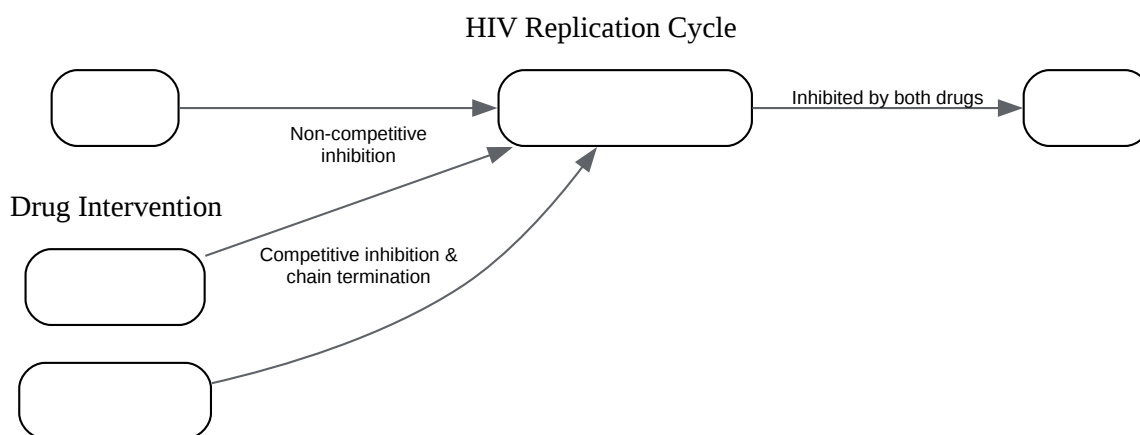 HIV Replication Cycle
Inhibited by both drugs
Non-competitive
inhibition
Drug Intervention
Competitive inhibition &
chain termination